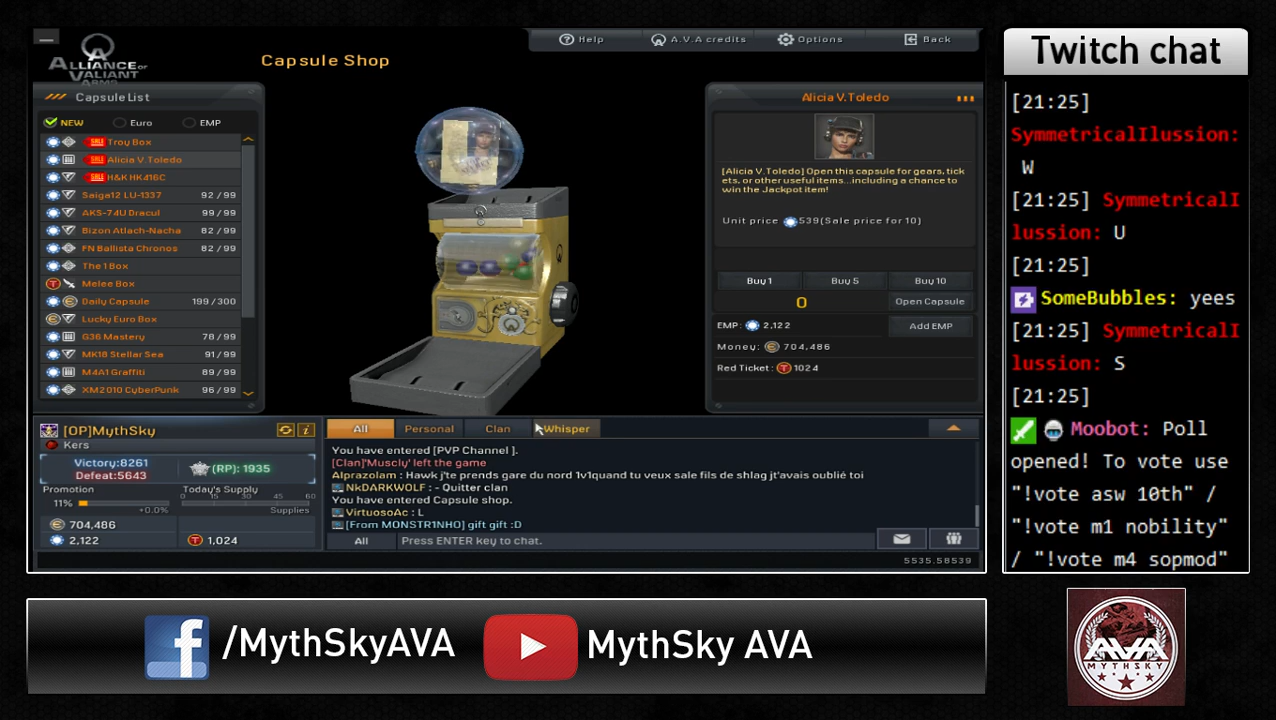 Help
A.V.A credits
Options
Back
ALLIANCE OF
VALIANT
ARMS
Capsule Shop
Capsule List
NEW
Euro
EMP
SALE Troy Box
SALE Alicia V.Toledo
SALE H&K HK416C
Saiga12 LU-1337 92/99
AKS-74U Dracul 99/99
Bizon Atlach-Nacha 82/99
FN Ballista Chronos 82/99
The 1 Box
T Melee Box
Daily Capsule 199/300
Lucky Euro Box
G36 Mastery 78/99
MK18 Stellar Sea 91/99
M4A1 Graffiti 89/99
XM2010 CyberPunk 96/99
Alicia V.Toledo
[Alicia V.Toledo] Open this capsule for gears, tick
ets, or other useful items...including a chance to
win the Jackpot item!
Unit price 539(Sale price for 10)
Buy 1
Buy 5
Buy 10
0
Open Capsule
EMP: 2,122
Add EMP
Money: 704,486
Red Ticket: T 1024
[OP]MythSky
i
Kers
Victory:8261
Defeat:5643
(RP): 1935
Promotion
11%
+0.0%
Today's Supply
0 15 30 45 60
Supplies
704,486
2,122
T 1,024
All
Personal
Clan
Whisper
You have entered [PVP Channel ].
[Clan]'Muscly' left the game
Alprazolam : Hawk j'te prends gare du nord 1v1quand tu veux sale fils de shlag jt'avais oublié toi
NkDARKWOLF : - Quitter clan
You have entered Capsule shop.
VirtuosoAc : L
[From MONSTR1NHO] gift gift :D
All
Press ENTER key to chat.
5535.58539
Twitch chat
[21:25]
SymmetricalIlussion:
W
[21:25] SymmetricalI
lussion: U
[21:25]
SomeBubbles: yees
[21:25] SymmetricalI
lussion: S
[21:25]
Moobot: Poll
opened! To vote use
"!vote asw 10th" /
"!vote m1 nobility"
/ "!vote m4 sopmod"
f /MythSkyAVA
MythSky AVA
AVA
MYTHSKY